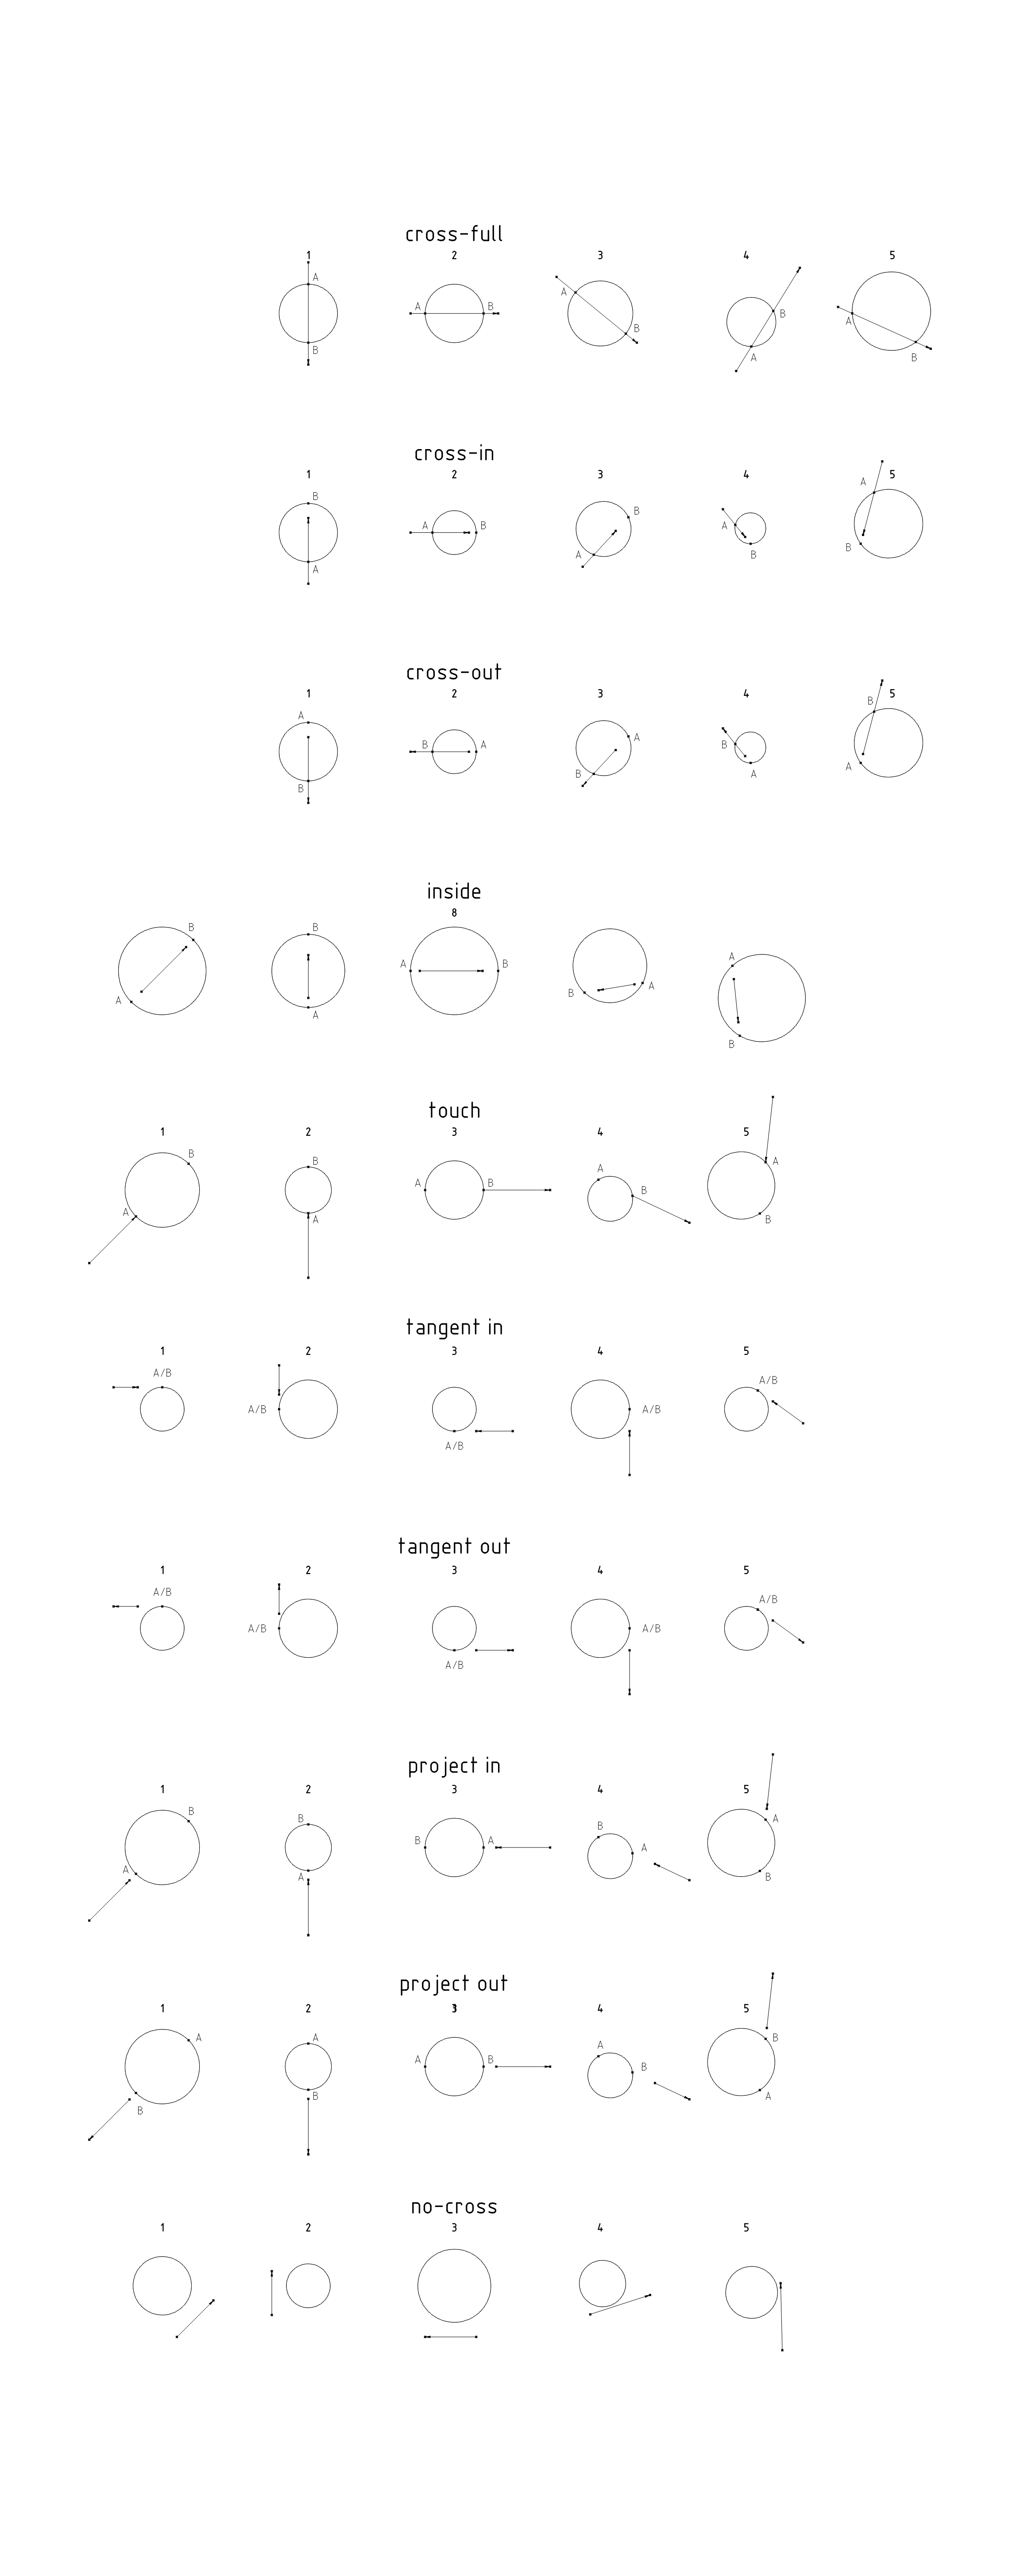 cross-full
1 2 3 4 5
A A B A B B A
B A B
cross-in
1 2 3 4 5
B A B B A A
A A B B
cross-out
1 2 3 4 5
A B A A B B
B B A A
inside
8
B B A B A
A A B A B
touch
1 2 3 4 5
B B A B A B A
A A B
tangent in
1 2 3 4 5
A/B A/B
A/B A/B
A/B
tangent out
1 2 3 4 5
A/B A/B
A/B A/B
A/B
project in
1 2 3 4 5
B B B A B A A
A A B
project out
1 2 3 4 5
A A A B A B B
B B A
no-cross
1 2 3 4 5